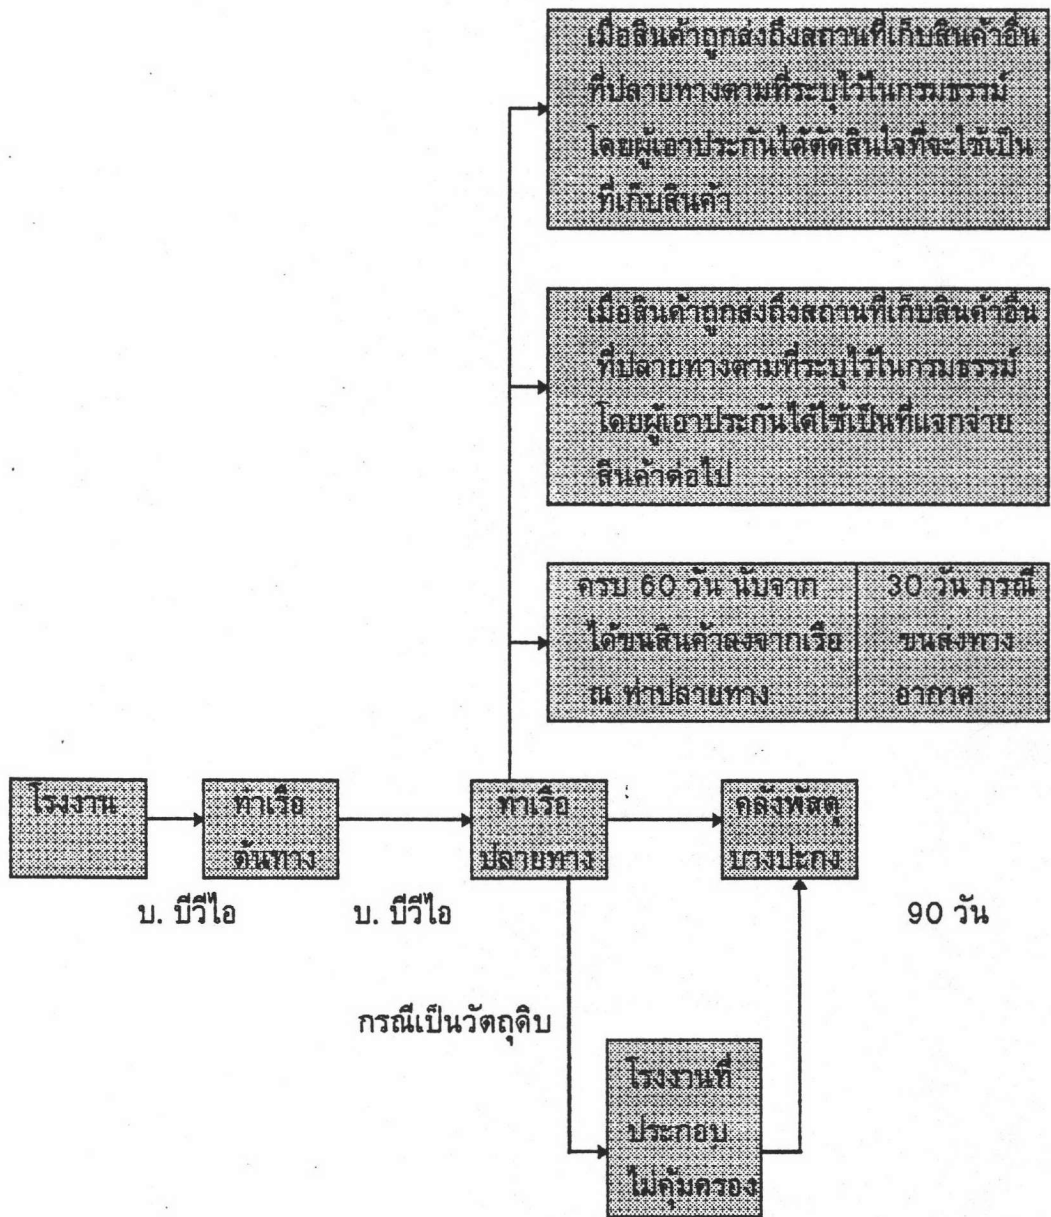 เมื่อสินค้าถูกส่งถึงสถานที่เก็บสินค้าอื่น
ที่ปลายทางตามที่ระบุไว้ในกรมธรรม์
โดยผู้เอาประกันได้ตัดสินใจที่จะใช้เป็น
ที่เก็บสินค้า
เมื่อสินค้าถูกส่งถึงสถานที่เก็บสินค้าอื่น
ที่ปลายทางตามที่ระบุไว้ในกรมธรรม์
โดยผู้เอาประกันได้ใช้เป็นที่แจกจ่าย
สินค้าต่อไป
ครบ 60 วัน นับจาก
ได้ขนสินค้าลงจากเรือ
ณ ท่าปลายทาง
30 วัน กรณี
ขนส่งทาง
อากาศ
โรงงาน
ท่าเรือ
ต้นทาง
ท่าเรือ
ปลายทาง
คลังพัสดุ
บางปะกง
บ. บีวีไอ
บ. บีวีไอ
90 วัน
กรณีเป็นวัตถุดิบ
โรงงานที่
ประกอบ
ไม่คุ้มครอง